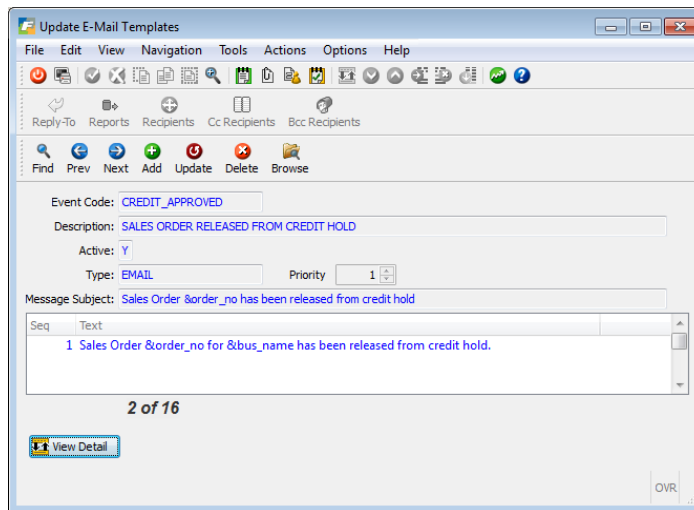 Update E-Mail Templates
File Edit View Navigation Tools Actions Options Help
Reply-To Reports Recipients Cc Recipients Bcc Recipients
Find Prev Next Add Update Delete Browse
Event Code: CREDIT_APPROVED
Description: SALES ORDER RELEASED FROM CREDIT HOLD
Active: Y
Type: EMAIL Priority 1
Message Subject: Sales Order &order_no has been released from credit hold
Seq Text
1 Sales Order &order_no for &bus_name has been released from credit hold.
2 of 16
View Detail
OVR